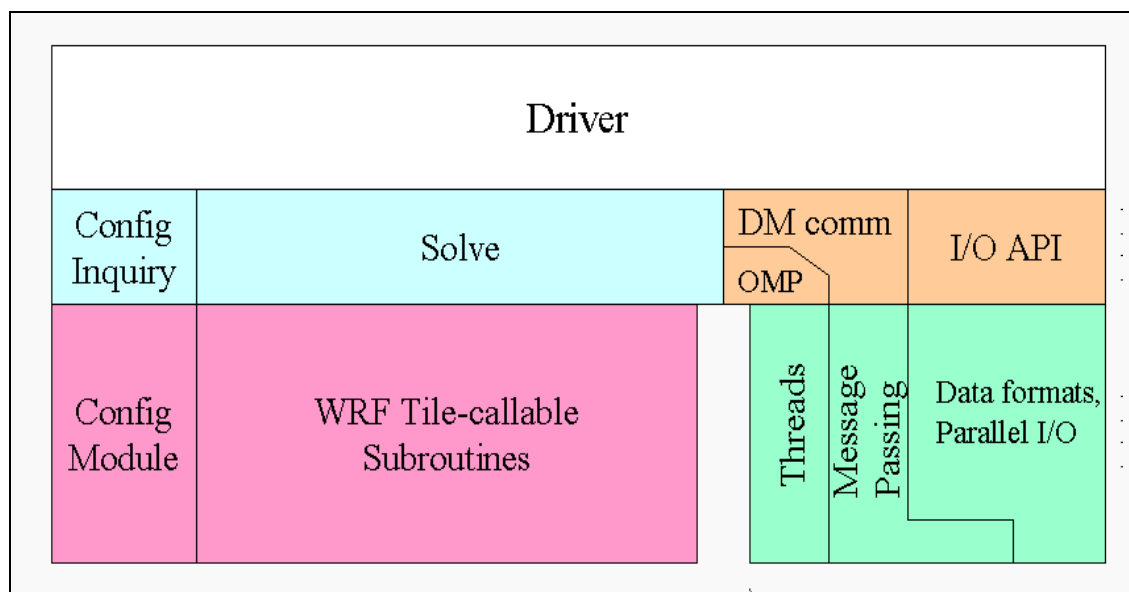 Driver
Config
Inquiry
Solve
DM comm
OMP
I/O API
Config
Module
WRF Tile-callable
Subroutines
Threads
Message
Passing
Data formats,
Parallel I/O